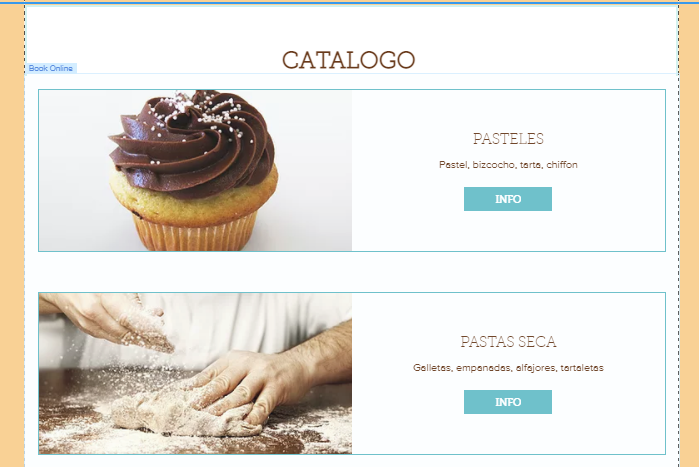 CATALOGO
Book Online
PASTELES
Pastel, bizcocho, tarta, chiffon
INFO
PASTAS SECA
Galletas, empanadas, alfajores, tartaletas
INFO